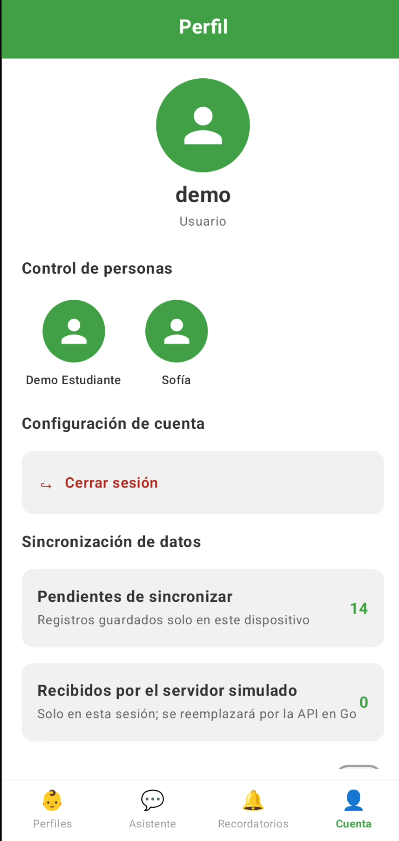 Perfil
demo
Usuario
Control de personas
Demo Estudiante
Sofía
Configuración de cuenta
Cerrar sesión
Sincronización de datos
Pendientes de sincronizar
14
Registros guardados solo en este dispositivo
Recibidos por el servidor simulado
0
Solo en esta sesión; se reemplazará por la API en Go
Perfiles
Asistente
Recordatorios
Cuenta